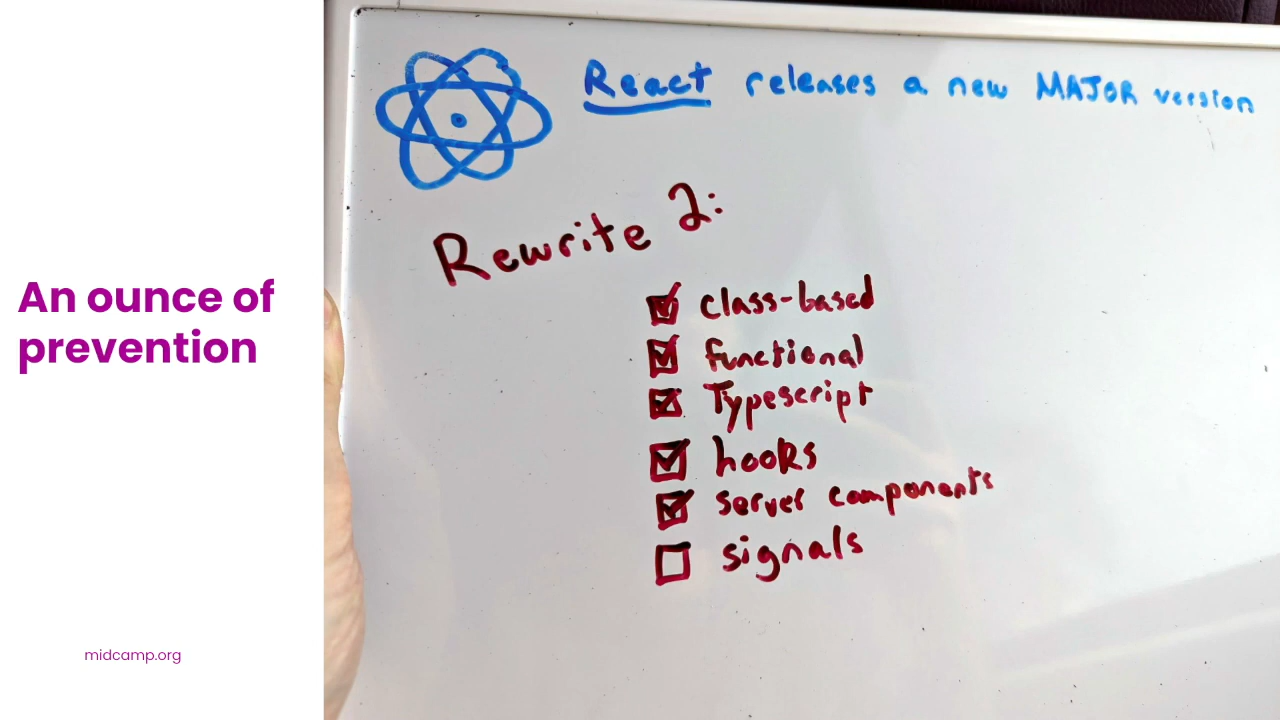 An ounce of
prevention
midcamp.org
React releases a new MAJOR version
Rewrite 2:
class-based
functional
Typescript
hooks
server components
signals